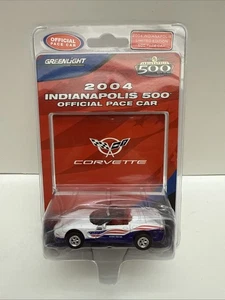 OFFICIAL
PACE CAR
GREENLIGHT
500
2004
INDIANAPOLIS 500
OFFICIAL PACE CAR
CORVETTE